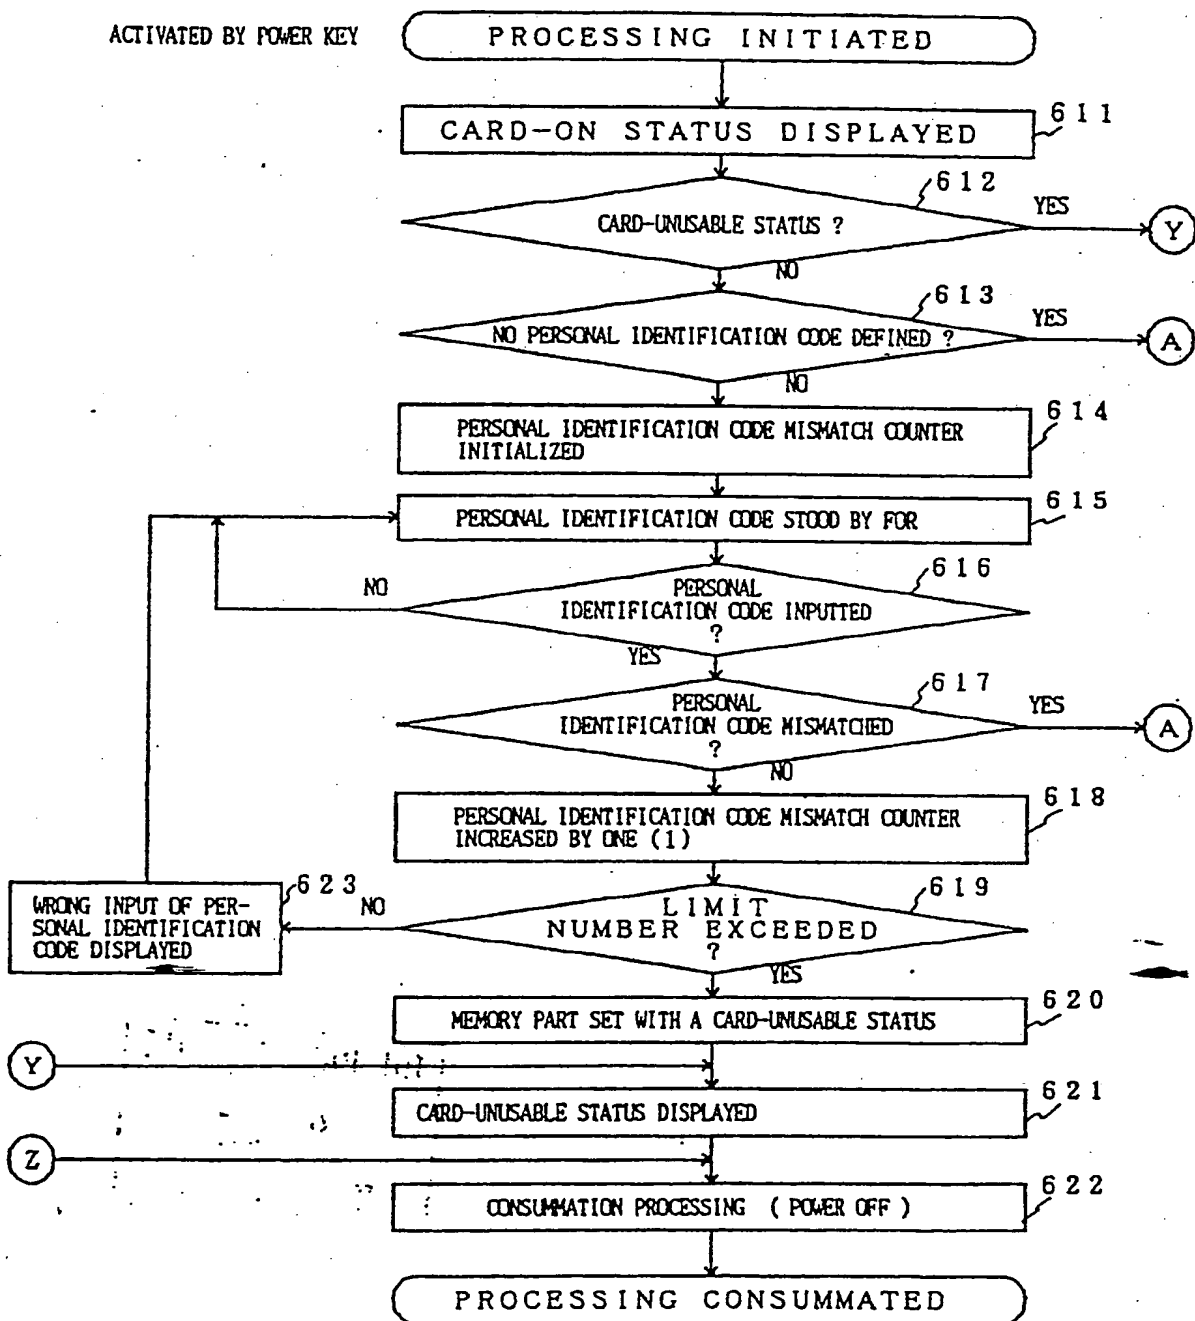 ACTIVATED BY POWER KEY
PROCESSING INITIATED
CARD-ON STATUS DISPLAYED
611
612
CARD-UNUSABLE STATUS ?
YES
Y
NO
613
NO PERSONAL IDENTIFICATION CODE DEFINED ?
YES
A
NO
614
PERSONAL IDENTIFICATION CODE MISMATCH COUNTER
INITIALIZED
615
PERSONAL IDENTIFICATION CODE STOOD BY FOR
616
PERSONAL
IDENTIFICATION CODE INPUTTED
?
NO
YES
617
PERSONAL
IDENTIFICATION CODE MISMATCHED
?
YES
A
NO
618
PERSONAL IDENTIFICATION CODE MISMATCH COUNTER
INCREASED BY ONE (1)
619
LIMIT
NUMBER EXCEEDED
?
NO
623
WRONG INPUT OF PER-
SONAL IDENTIFICATION
CODE DISPLAYED
YES
620
MEMORY PART SET WITH A CARD-UNUSABLE STATUS
Y
621
CARD-UNUSABLE STATUS DISPLAYED
Z
622
CONSUMMATION PROCESSING ( POWER OFF )
PROCESSING CONSUMMATED